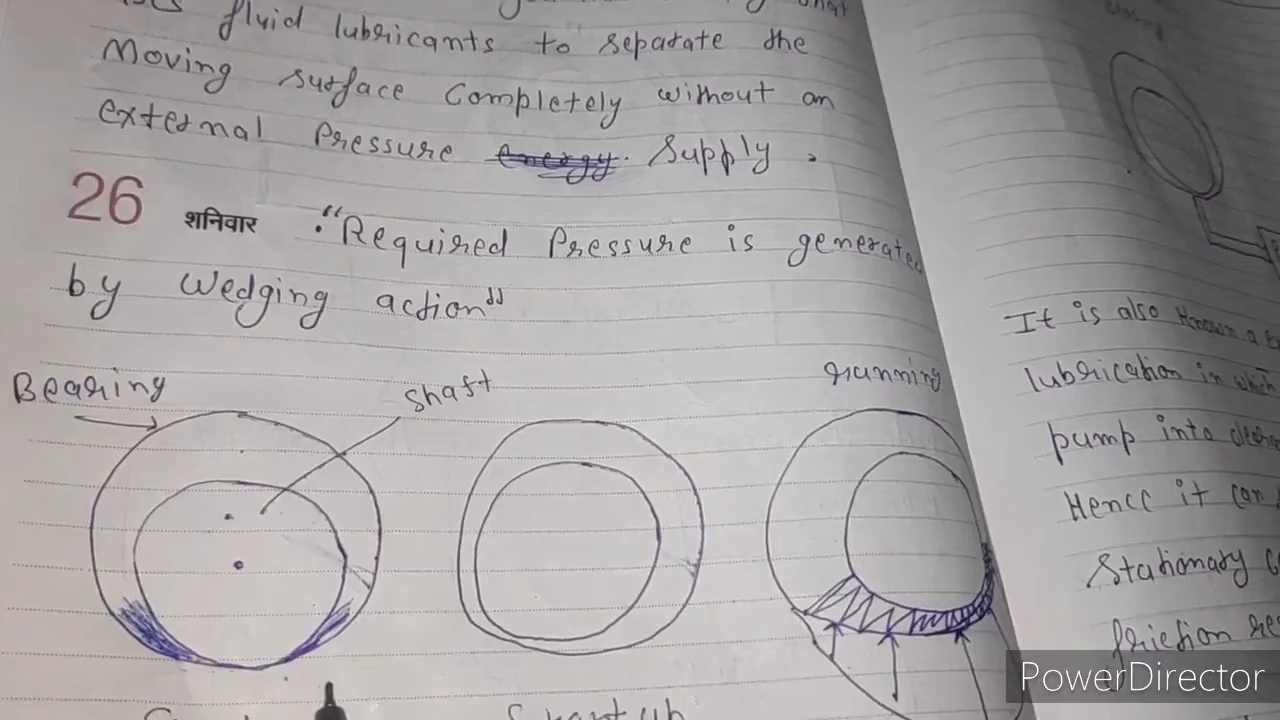 fluid lubricants to separate the
Moving surface completely without an
external Pressure supply.
26 शनिवार "Required Pressure is generated
by wedging action"
Bearing
shaft
running
It is also known a
lubrication in which
pump into
Hence it can
Stationary
friction
PowerDirector